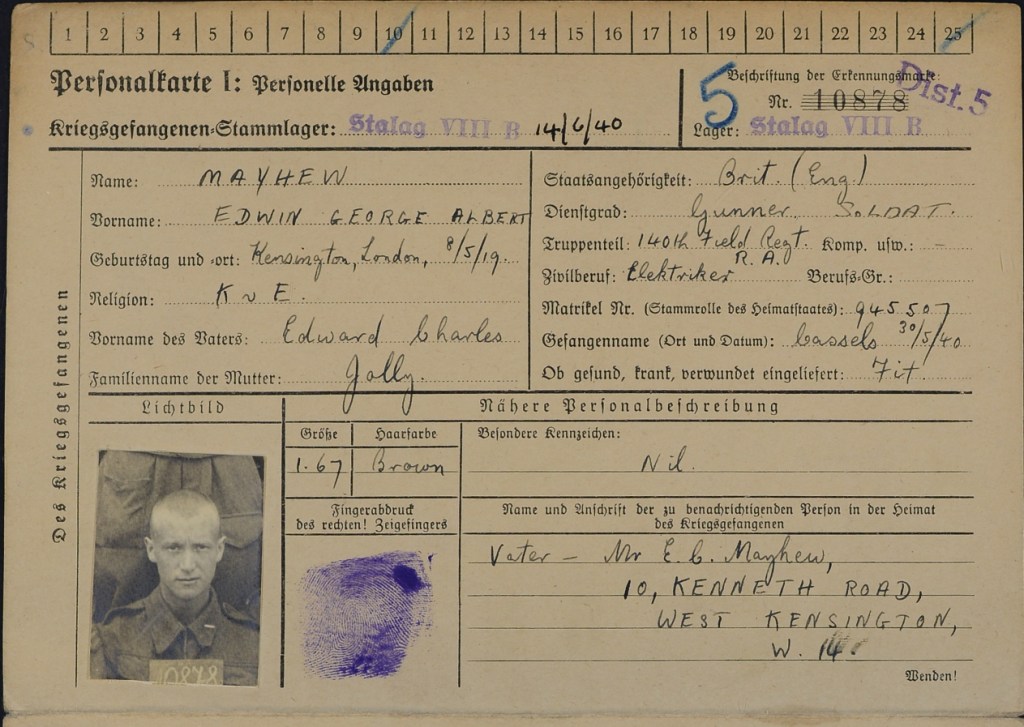 1 2 3 4 5 6 7 8 9 10 11 12 13 14 15 16 17 18 19 20 21 22 23 24 25
Personalkarte I: Personelle Angaben
Kriegsgefangenen-Stammlager: Stalag VIII B 14/6/40
5
Beschriftung der Erkennungsmarke:
Nr. 10878
Dist. 5
Lager: Stalag VIII B
Des Kriegsgefangenen
Name: MAYHEW
Vorname: EDWIN GEORGE ALBERT
Geburtstag und -ort: Kensington, London, 8/5/19.
Religion: K v E.
Vorname des Vaters: Edward Charles
Familienname der Mutter: Jolly.
Staatsangehörigkeit: Brit. (Eng.)
Dienstgrad: Gunner SOLDAT.
Truppenteil: 140th Field Regt. R.A. Komp. usw.: -
Zivilberuf: Elektriker Berufs-Gr.:
Matrikel Nr. (Stammrolle des Heimatstaates): 945507
Gefangenname (Ort und Datum): Cassels 30/5/40
Ob gesund, krank, verwundet eingeliefert: Fit.
Lichtbild
10878
Nähere Personalbeschreibung
Größe Haarfarbe
1.67 Brown
Fingerabdruck
des rechten! Zeigefingers
Besondere Kennzeichen:
Nil.
Name und Anschrift der zu benachrichtigenden Person in der Heimat
des Kriegsgefangenen
Vater – Mr E. C. Mayhew,
10, KENNETH ROAD,
WEST KENSINGTON,
W. 14.
Wenden!